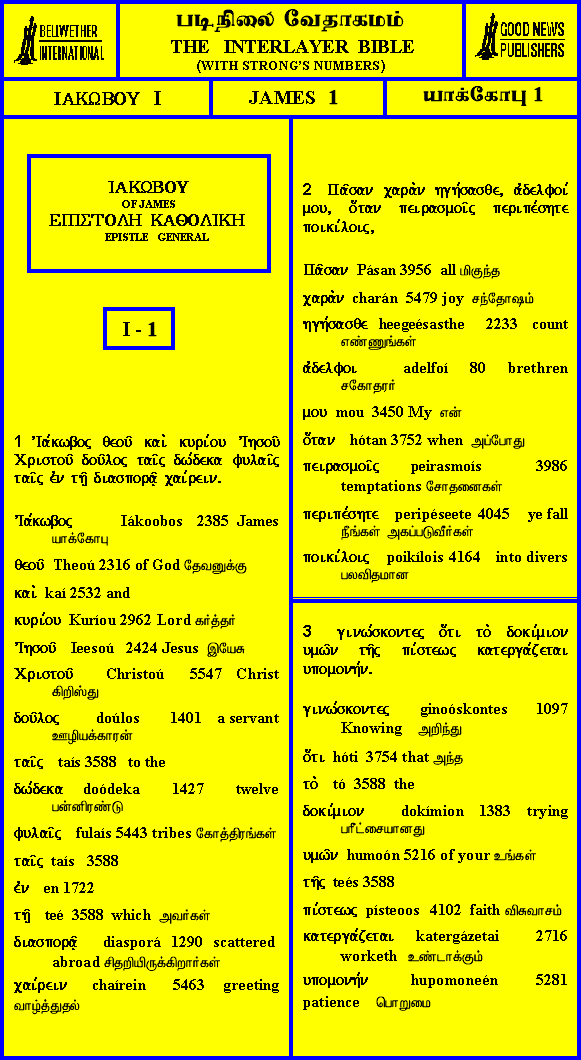 BELLWETHER
INTERNATIONAL
படிநிலை வேதாகமம்
THE INTERLAYER BIBLE
(WITH STRONG'S NUMBERS)
GOOD NEWS
PUBLISHERS
ΙΑΚΩΒΟΥ I
JAMES 1
யாக்கோபு 1
ΙΑΚΩΒΟΥ
OF JAMES
ΕΠΙΣΤΟΛΗ ΚΑΘΟΛΙΚΗ
EPISTLE GENERAL
I - 1
1 Ἰάκωβος θεοῦ καὶ κυρίου Ἰησοῦ
Χριστοῦ δοῦλος ταῖς δώδεκα φυλαῖς
ταῖς ἐν τῇ διασπορᾷ χαίρειν.
Ἰάκωβος Iákoobos 2385 James
யாக்கோபு
θεοῦ Theoú 2316 of God தேவனுக்கு
καὶ kaí 2532 and
κυρίου Kuríou 2962 Lord கர்த்தர்
Ἰησοῦ Ieesoú 2424 Jesus இயேசு
Χριστοῦ Christoú 5547 Christ
கிறிஸ்து
δοῦλος doúlos 1401 a servant
ஊழியக்காரன்
ταῖς taís 3588 to the
δώδεκα doódeka 1427 twelve
பன்னிரண்டு
φυλαῖς fulaís 5443 tribes கோத்திரங்கள்
ταῖς taís 3588
ἐν en 1722
τῇ teé 3588 which அவர்கள்
διασπορᾷ diasporá 1290 scattered
abroad சிதறியிருக்கிறார்கள்
χαίρειν chaírein 5463 greeting
வாழ்த்துதல்
2 Πᾶσαν χαρὰν ηγήσασθε, ἀδελφοί
μου, ὅταν πειρασμοῖς περιπέσητε
ποικίλοις,
Πᾶσαν Pásan 3956 all மிகுந்த
χαρὰν charán 5479 joy சந்தோஷம்
ηγήσασθε heegeésasthe 2233 count
எண்ணுங்கள்
ἀδελφοι adelfoí 80 brethren
சகோதரர்
μου mou 3450 My என்
ὅταν hótan 3752 when அப்போது
πειρασμοῖς peirasmoís 3986
temptations சோதனைகள்
περιπέσητε peripéseete 4045 ye fall
நீங்கள் அகப்படுவீர்கள்
ποικίλοις poikílois 4164 into divers
பலவிதமான
3 γινώσκοντες ὅτι τὸ δοκίμιον
υμῶν τῆς πίστεως κατεργάζεται
υπομονήν.
γινώσκοντες ginoóskontes 1097
Knowing அறிந்து
ὅτι hóti 3754 that அந்த
τὸ tó 3588 the
δοκίμιον dokímion 1383 trying
பரீட்சையானது
υμῶν humoón 5216 of your உங்கள்
τῆς teés 3588
πίστεως písteoos 4102 faith விசுவாசம்
κατεργάζεται katergázetai 2716
worketh உண்டாக்கும்
υπομονήν hupomoneén 5281
patience பொறுமை